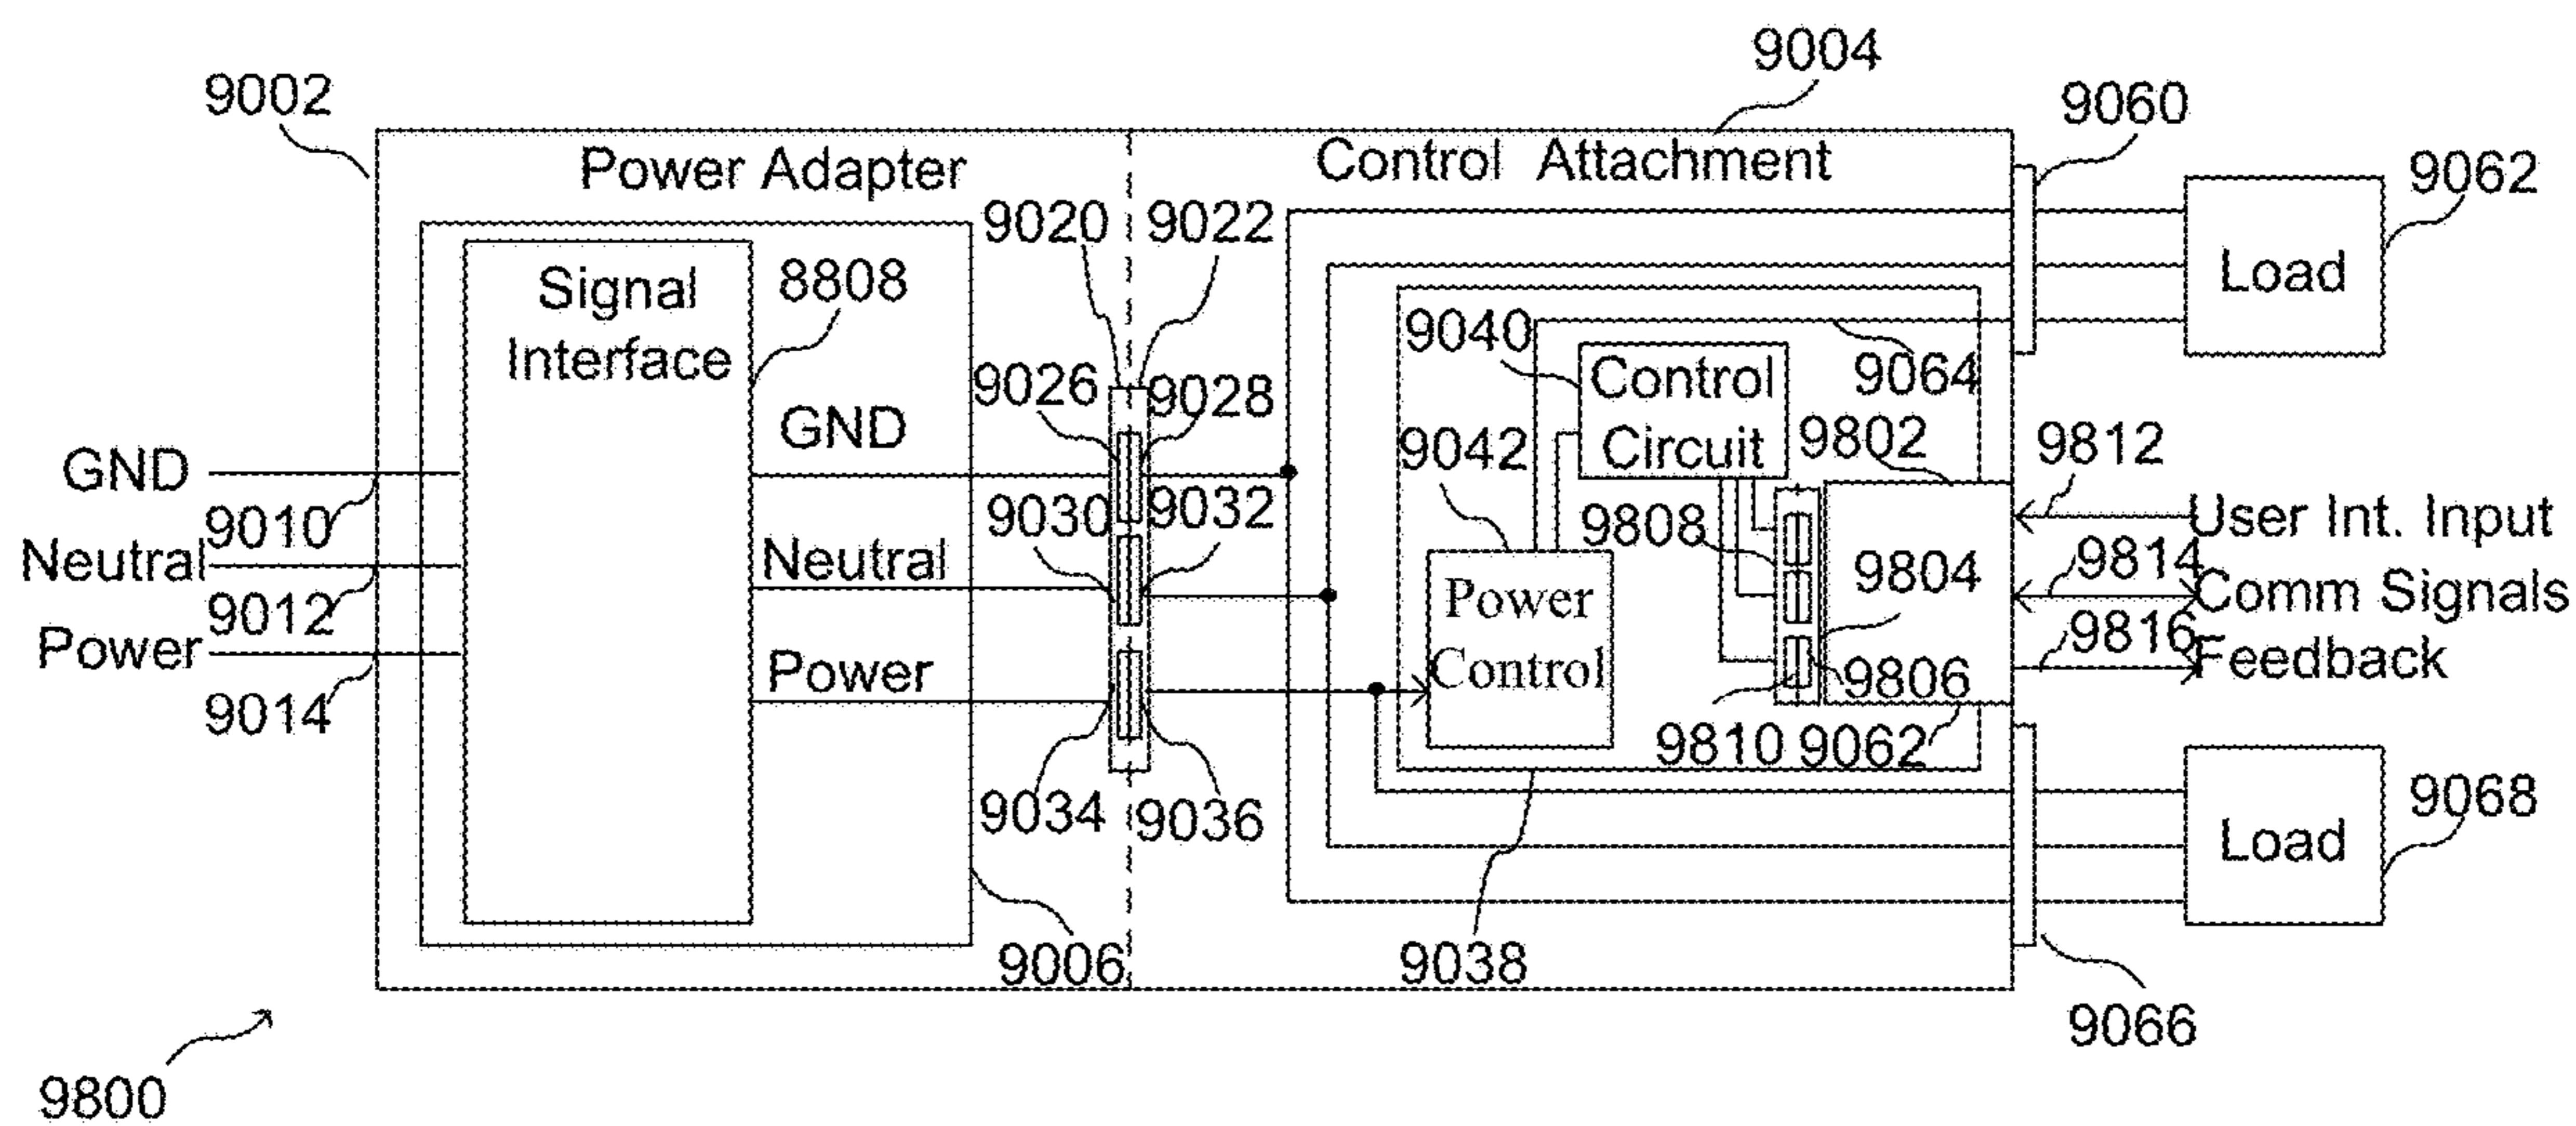 9004
9002
9060
Power Adapter
Control Attachment
9062
9020
9022
Signal
Interface
8808
Load
9040
9026
9028
Control
Circuit
9064
GND
9042
9802
9812
GND
9010
9030
9032
9808
User Int. Input
Neutral
Neutral
9804
9814
Comm Signals
9012
Power
Control
9816
Power
Power
9806
Feedback
9014
9810
9062
9034
9036
9068
Load
9006
9038
9066
9800